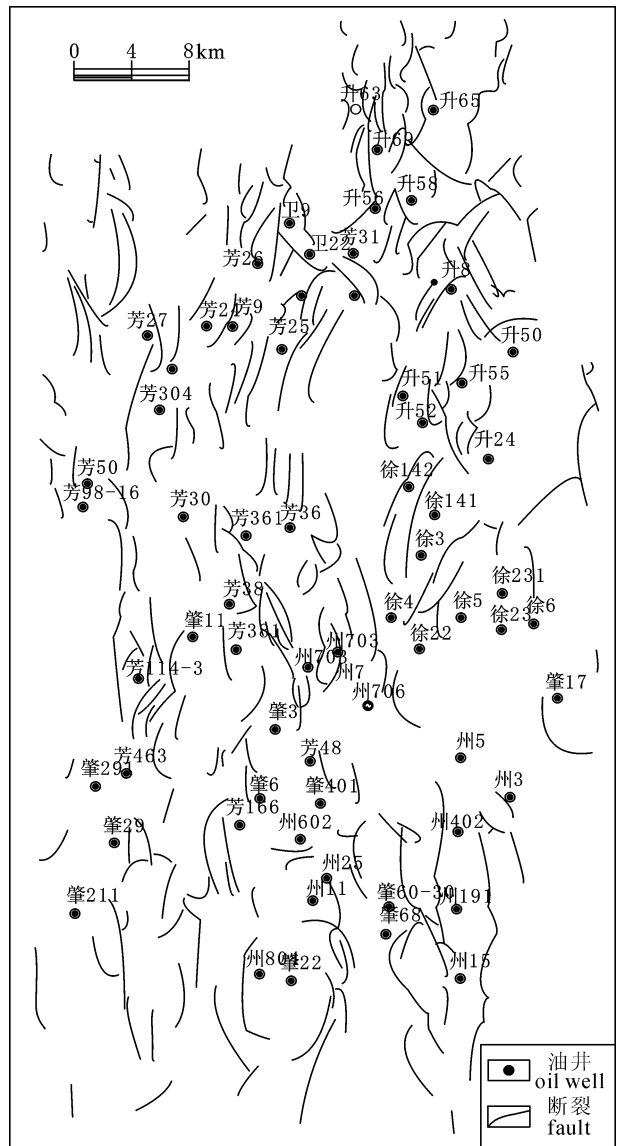 0 4 8km
升63
升65
升69
升58
升56
卫9
卫22
芳31
芳26
升8
芳24
芳9
芳27
芳25
升50
升51
升55
芳304
升52
升24
芳50
徐142
芳98-16
芳30
徐141
芳361
芳36
徐3
徐231
芳38
徐4
徐5
徐23
徐6
肇11
芳381
州703
徐22
州703
州7
芳114-3
州706
肇17
肇3
芳48
州5
芳463
肇291
肇6
肇401
州3
芳166
州602
州402
肇29
州25
州11
肇60-30
州191
肇211
肇68
州804
肇22
州15
油井
oil well
断裂
fault